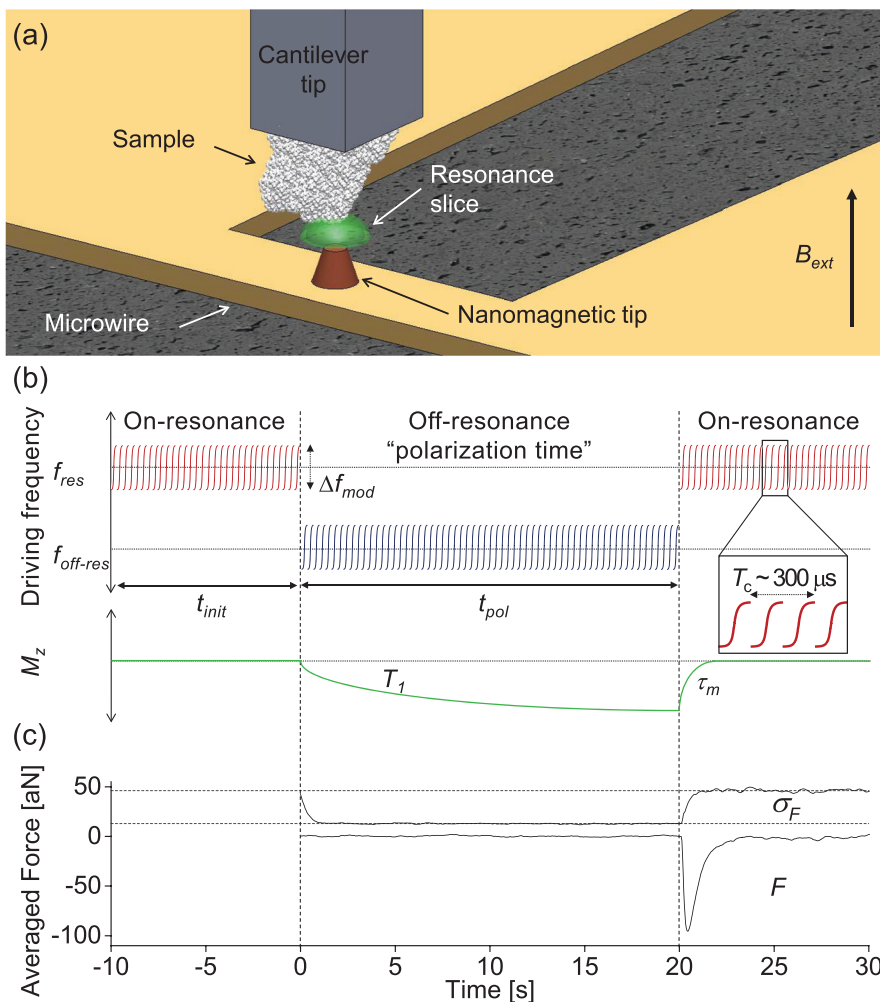 (a)
Cantilever
tip
Sample
Resonance
slice
B_ext
Microwire
Nanomagnetic tip
(b)
Driving frequency
On-resonance
Off-resonance
"polarization time"
On-resonance
f_res
Δf_mod
f_off-res
t_init
t_pol
T_c ~ 300 μs
M_z
T_1
τ_m
(c)
Averaged Force [aN]
50
0
-50
-100
σ_F
F
-10
-5
0
5
10
15
20
25
30
Time [s]